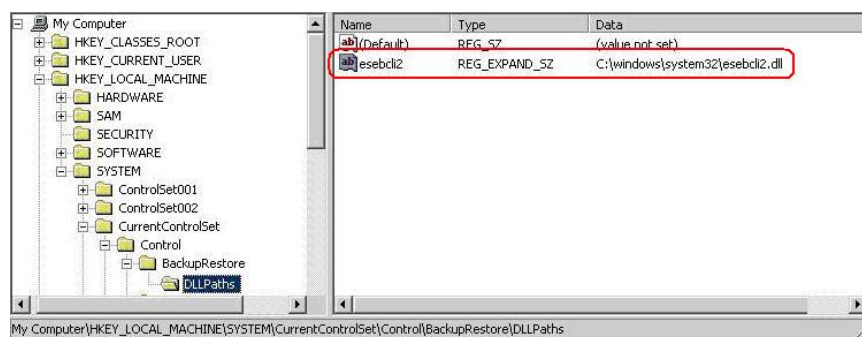 My Computer
HKEY_CLASSES_ROOT
HKEY_CURRENT_USER
HKEY_LOCAL_MACHINE
HARDWARE
SAM
SECURITY
SOFTWARE
SYSTEM
ControlSet001
ControlSet002
CurrentControlSet
Control
BackupRestore
DLLPaths
Name Type Data
(Default) REG_SZ (value not set)
esebcli2 REG_EXPAND_SZ C:\windows\system32\esebcli2.dll
My Computer\HKEY_LOCAL_MACHINE\SYSTEM\CurrentControlSet\Control\BackupRestore\DLLPaths